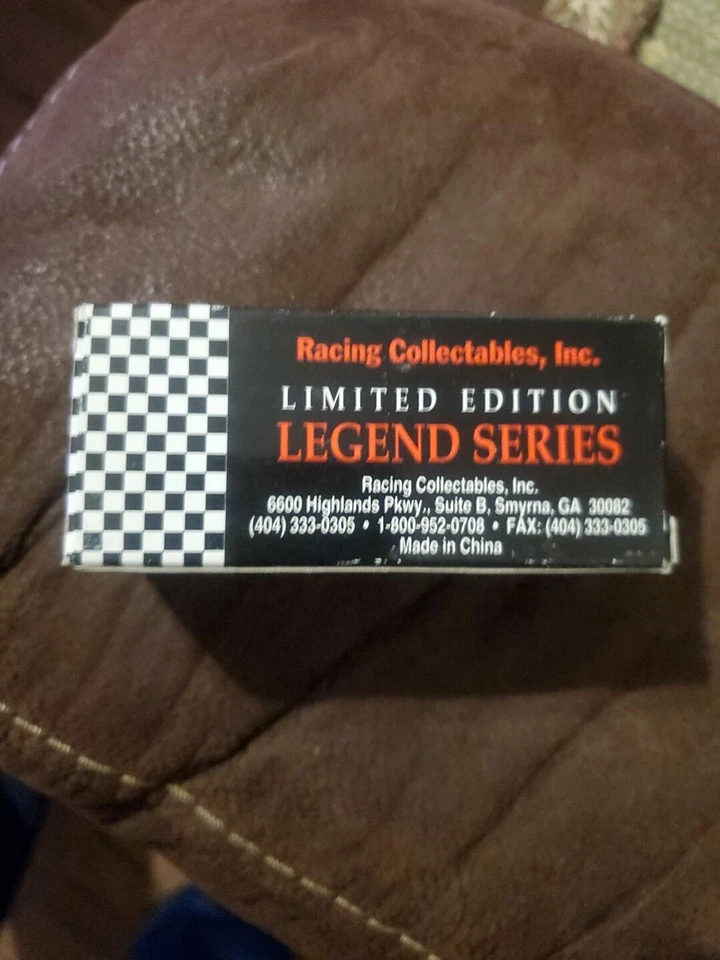 Racing Collectables, Inc.
LIMITED EDITION
LEGEND SERIES
Racing Collectables, Inc.
6600 Highlands Pkwy., Suite B, Smyrna, GA 30082
(404) 333-0305 • 1-800-952-0708 • FAX: (404) 333-0305
Made in China